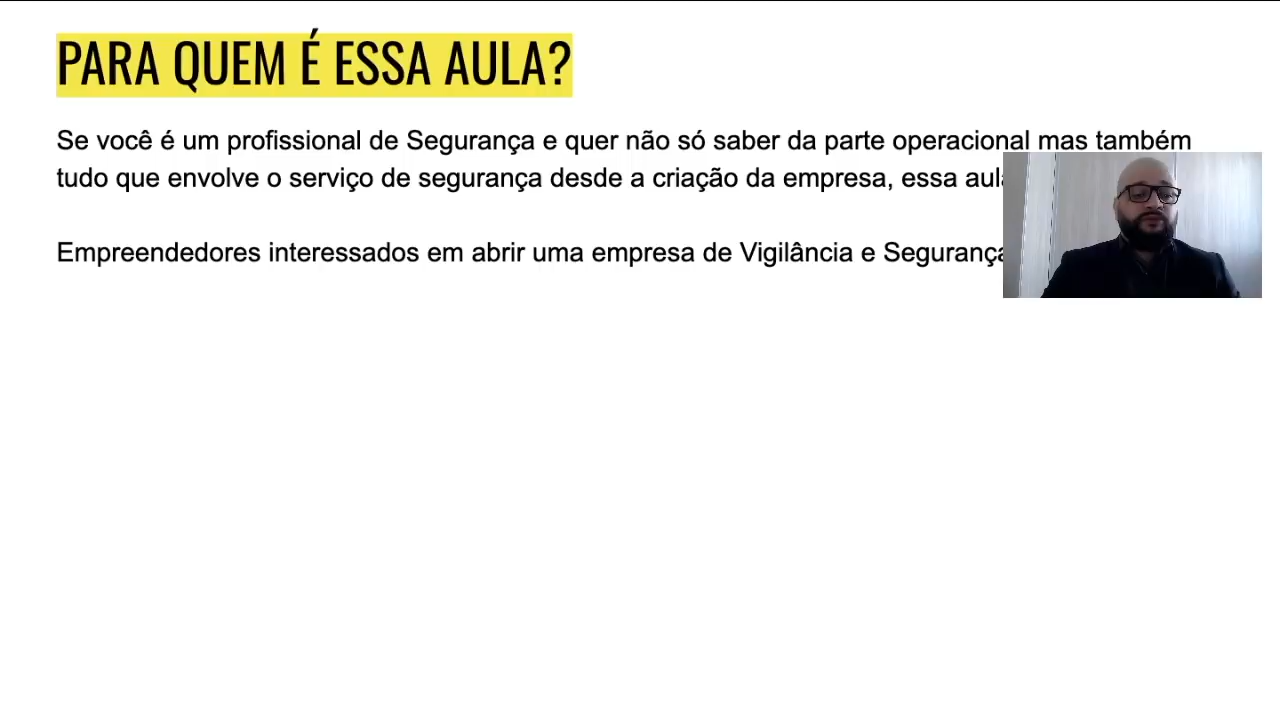 PARA QUEM É ESSA AULA?
Se você é um profissional de Segurança e quer não só saber da parte operacional mas também
tudo que envolve o serviço de segurança desde a criação da empresa, essa
Empreendedores interessados em abrir uma empresa de Vigilância e Segurança